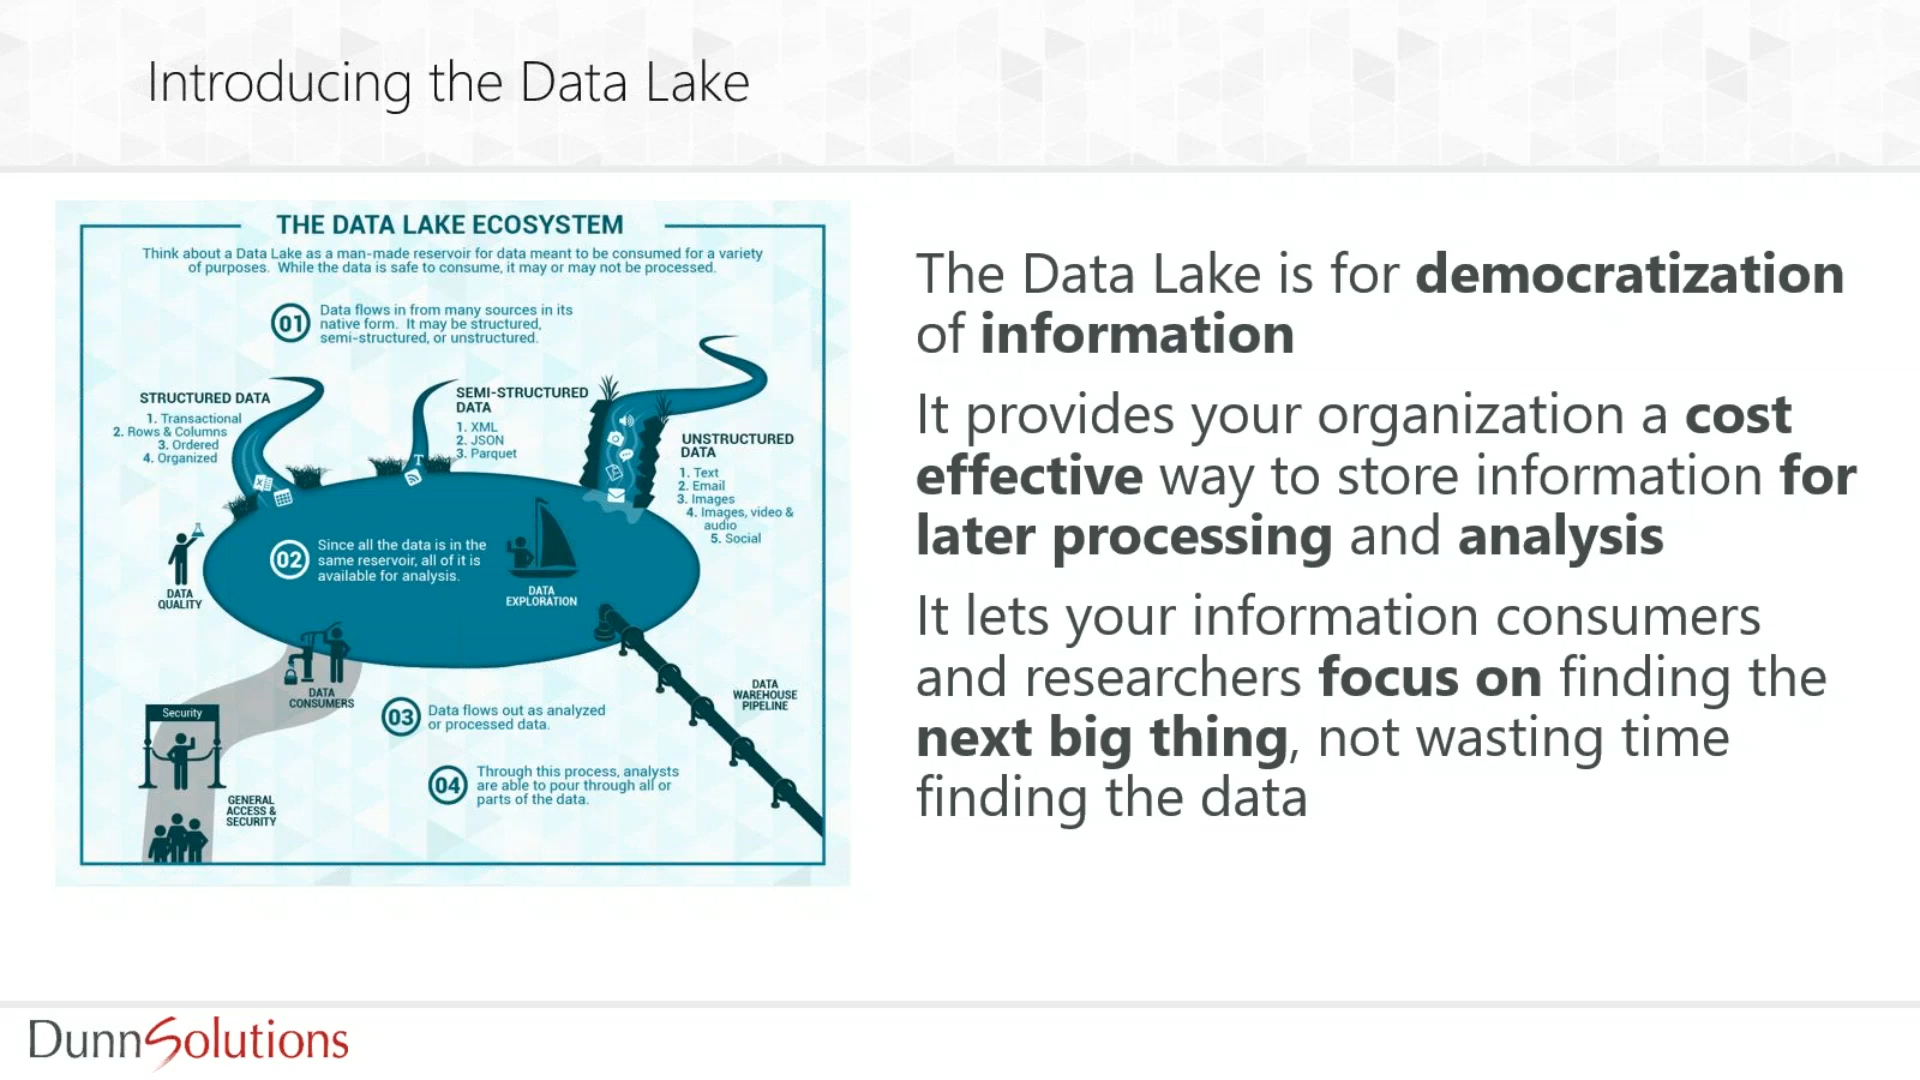 Introducing the Data Lake
THE DATA LAKE ECOSYSTEM
Think about a Data Lake as a man-made reservoir for data meant to be consumed for a variety
of purposes. While the data is safe to consume, it may or may not be processed.
01
Data flows in from many sources in its
native form. It may be structured,
semi-structured, or unstructured.
STRUCTURED DATA
1. Transactional
2. Rows & Columns
3. Ordered
4. Organized
SEMI-STRUCTURED
DATA
1. XML
2. JSON
3. Parquet
T
UNSTRUCTURED
DATA
1. Text
2. Email
3. Images
4. Images, video &
audio
5. Social
02
Since all the data is in the
same reservoir, all of it is
available for analysis.
DATA
EXPLORATION
DATA
QUALITY
DATA
CONSUMERS
DATA
WAREHOUSE
PIPELINE
03
Data flows out as analyzed
or processed data.
Security
04
Through this process, analysts
are able to pour through all or
parts of the data.
GENERAL
ACCESS &
SECURITY
The Data Lake is for democratization
of information
It provides your organization a cost
effective way to store information for
later processing and analysis
It lets your information consumers
and researchers focus on finding the
next big thing, not wasting time
finding the data
DunnSolutions